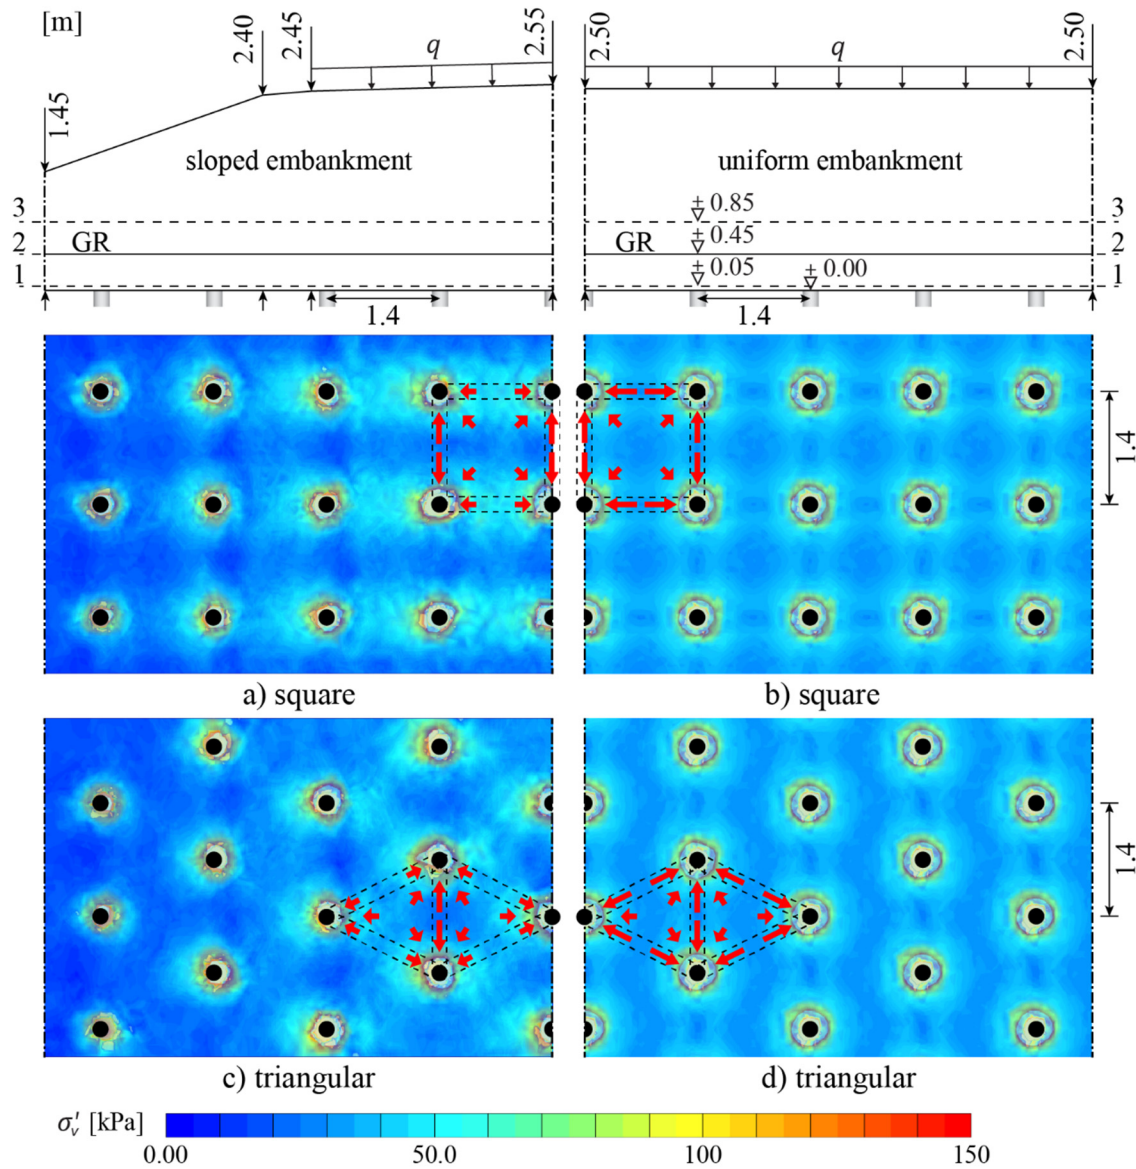 [m]
1.45
2.40
2.45
q
2.55
2.50
q
2.50
sloped embankment
uniform embankment
3
GR
2
1
± 0.85
GR
± 0.45
± 0.05
± 0.00
3
2
1
1.4
1.4
1.4
a) square
b) square
1.4
c) triangular
d) triangular
σ′v [kPa]
0.00
50.0
100
150